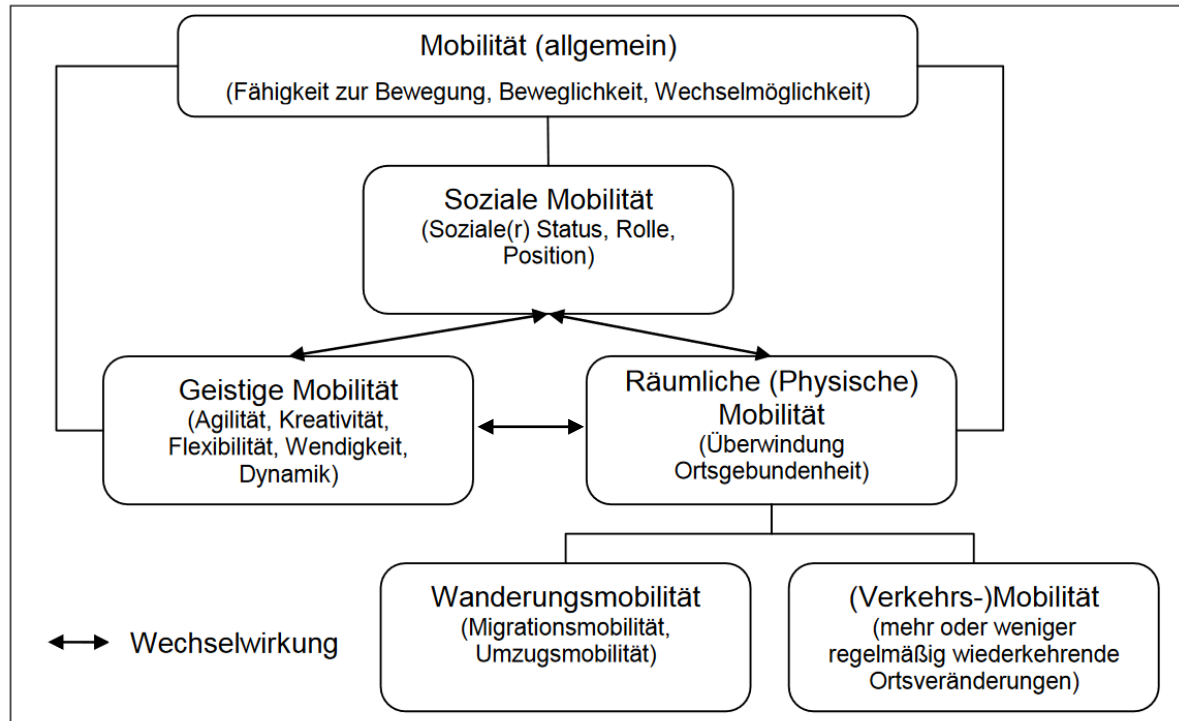 Mobilität (allgemein)
(Fähigkeit zur Bewegung, Beweglichkeit, Wechselmöglichkeit)
Soziale Mobilität
(Soziale(r) Status, Rolle,
Position)
Geistige Mobilität
(Agilität, Kreativität,
Flexibilität, Wendigkeit,
Dynamik)
Räumliche (Physische)
Mobilität
(Überwindung
Ortsgebundenheit)
Wanderungsmobilität
(Migrationsmobilität,
Umzugsmobilität)
(Verkehrs-)Mobilität
(mehr oder weniger
regelmäßig wiederkehrende
Ortsveränderungen)
Wechselwirkung